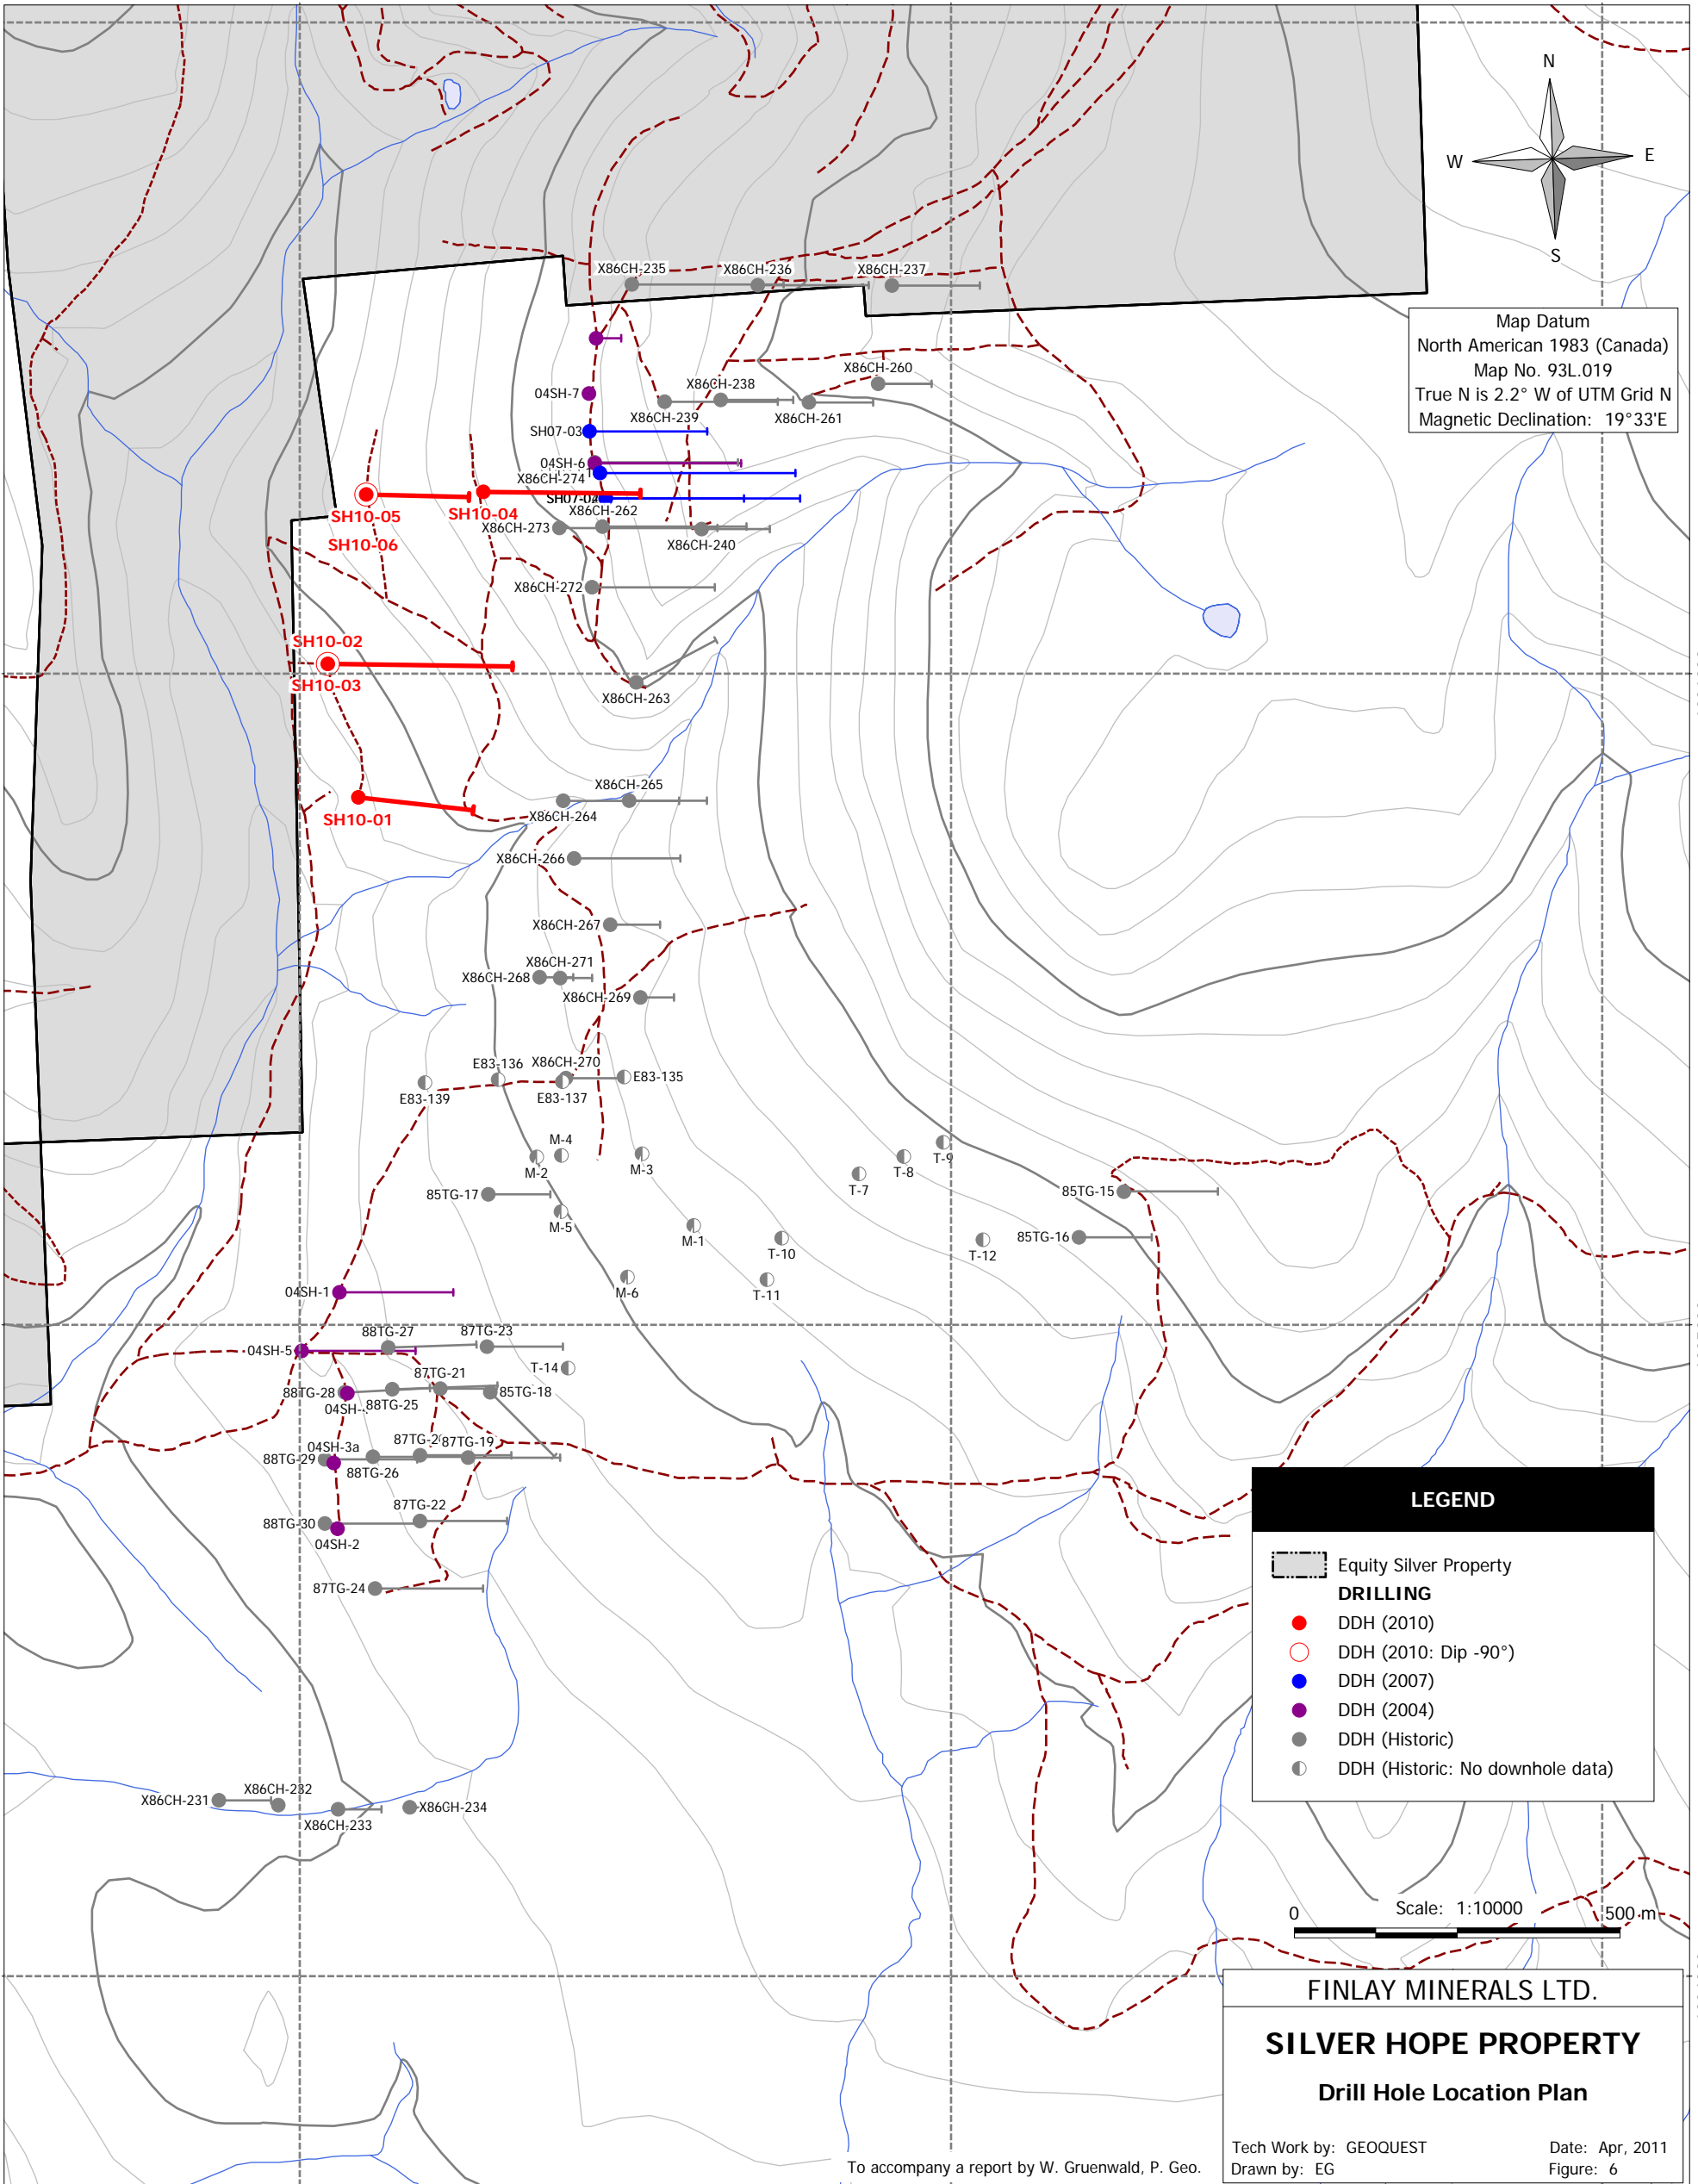 N
W
E
S
Map Datum
North American 1983 (Canada)
Map No. 93L.019
True N is 2.2° W of UTM Grid N
Magnetic Declination: 19°33'E
X86CH-235
X86CH-236
X86CH-237
X86CH-260
X86CH-238
04SH-7
X86CH-239
X86CH-261
SH07-03
04SH-6
X86CH-274
SH10-05
SH10-04
X86CH-262
X86CH-273
SH10-06
X86CH-240
X86CH-272
SH10-02
SH10-03
X86CH-263
X86CH-265
SH10-01
X86CH-264
X86CH-266
X86CH-267
X86CH-271
X86CH-268
X86CH-269
E83-136
X86CH-270
E83-135
E83-139
E83-137
M-4
M-2
M-3
T-9
T-8
T-7
85TG-17
85TG-15
M-5
M-1
T-10
T-12
85TG-16
04SH-1
M-6
T-11
88TG-27
87TG-23
04SH-5
T-14
87TG-21
88TG-28
85TG-18
88TG-25
04SH-
04SH-3a
87TG-2
87TG-19
88TG-29
88TG-26
87TG-22
88TG-30
04SH-2
87TG-24
X86CH-232
X86CH-231
X86CH-234
X86CH-233
LEGEND
Equity Silver Property
DRILLING
DDH (2010)
DDH (2010: Dip -90°)
DDH (2007)
DDH (2004)
DDH (Historic)
DDH (Historic: No downhole data)
Scale: 1:10000
0
500 m
FINLAY MINERALS LTD.
SILVER HOPE PROPERTY
Drill Hole Location Plan
Tech Work by: GEOQUEST
Date: Apr, 2011
Drawn by: EG
Figure: 6
To accompany a report by W. Gruenwald, P. Geo.